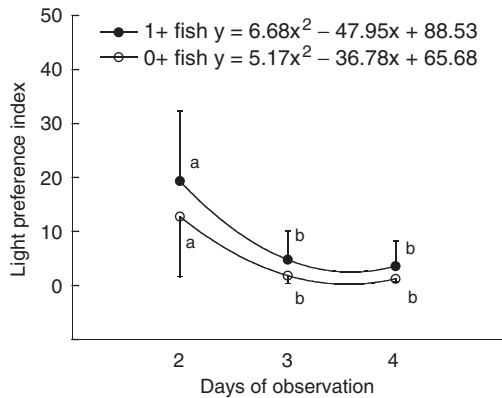 50
40
30
20
10
0
Light preference index
1+ fish y = 6.68x² − 47.95x + 88.53
0+ fish y = 5.17x² − 36.78x + 65.68
a
a
b
b
b
b
2 3 4
Days of observation